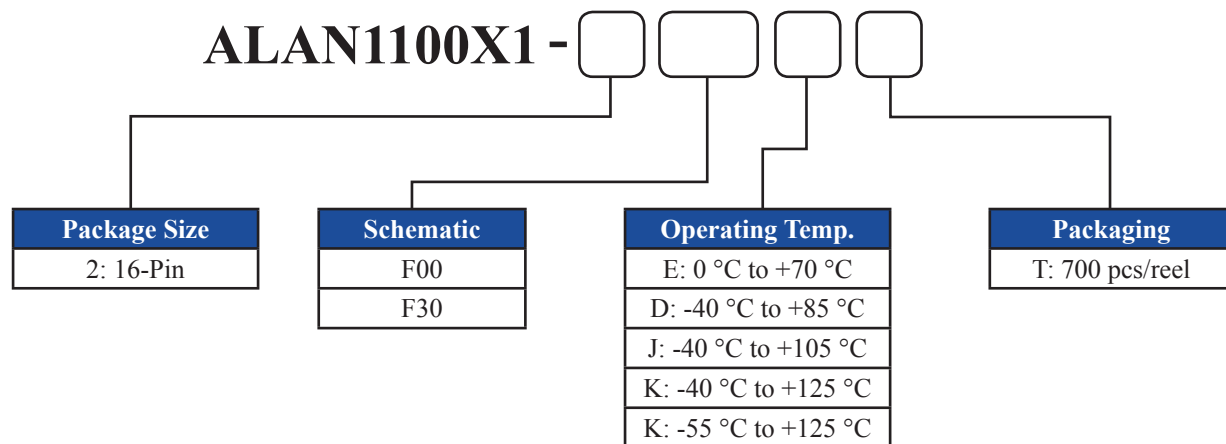 ALAN1100X1 -
Package Size
2: 16-Pin
Schematic
F00
F30
Operating Temp.
E: 0 °C to +70 °C
D: -40 °C to +85 °C
J: -40 °C to +105 °C
K: -40 °C to +125 °C
K: -55 °C to +125 °C
Packaging
T: 700 pcs/reel